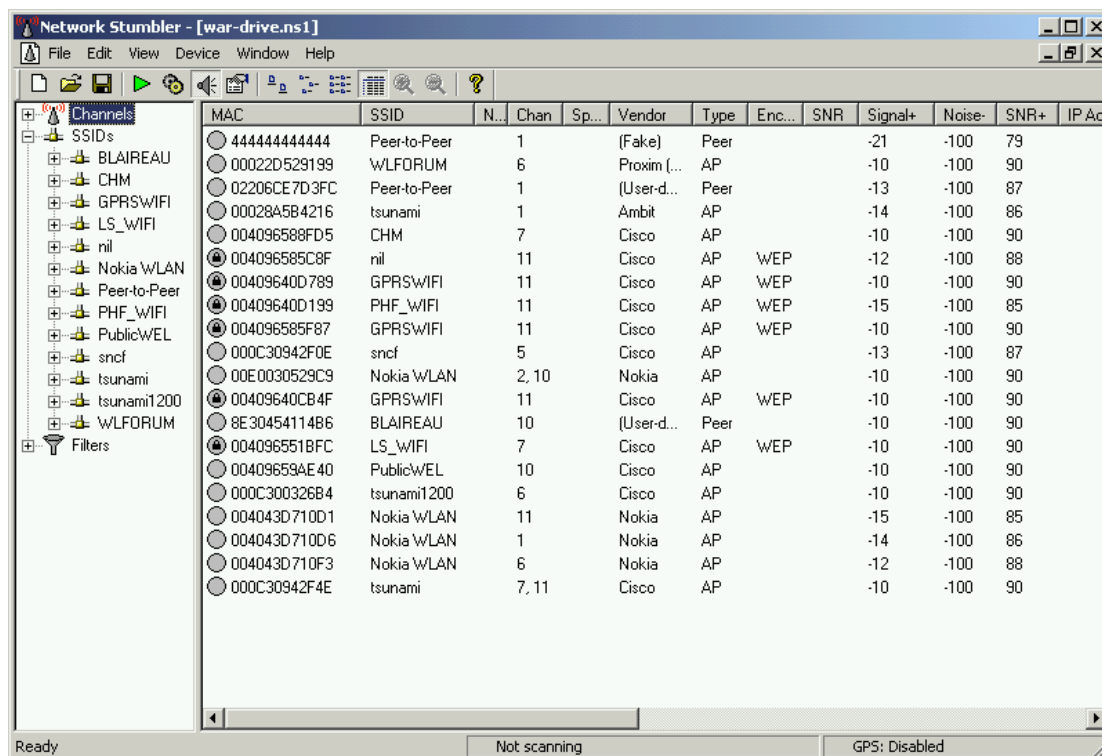 Network Stumbler - [war-drive.ns1]
File Edit View Device Window Help
Channels
SSIDs
BLAIREAU
CHM
GPRSWIFI
LS_WIFI
nil
Nokia WLAN
Peer-to-Peer
PHF_WIFI
PublicWEL
sncf
tsunami
tsunami1200
WLFORUM
Filters
MAC SSID N... Chan Sp... Vendor Type Enc... SNR Signal+ Noise- SNR+ IP Ac
444444444444 Peer-to-Peer 1 (Fake) Peer -21 -100 79
00022D529199 WLFORUM 6 Proxim (... AP -10 -100 90
02206CE7D3FC Peer-to-Peer 1 (User-d... Peer -13 -100 87
00028A5B4216 tsunami 1 Ambit AP -14 -100 86
004096588FD5 CHM 7 Cisco AP -10 -100 90
004096585C8F nil 11 Cisco AP WEP -12 -100 88
00409640D789 GPRSWIFI 11 Cisco AP WEP -10 -100 90
00409640D199 PHF_WIFI 11 Cisco AP WEP -15 -100 85
004096585F87 GPRSWIFI 11 Cisco AP WEP -10 -100 90
000C30942F0E sncf 5 Cisco AP -13 -100 87
00E0030529C9 Nokia WLAN 2, 10 Nokia AP -10 -100 90
00409640CB4F GPRSWIFI 11 Cisco AP WEP -10 -100 90
8E30454114B6 BLAIREAU 10 (User-d... Peer -10 -100 90
004096551BFC LS_WIFI 7 Cisco AP WEP -10 -100 90
00409659AE40 PublicWEL 10 Cisco AP -10 -100 90
000C300326B4 tsunami1200 6 Cisco AP -10 -100 90
004043D710D1 Nokia WLAN 11 Nokia AP -15 -100 85
004043D710D6 Nokia WLAN 1 Nokia AP -14 -100 86
004043D710F3 Nokia WLAN 6 Nokia AP -12 -100 88
000C30942F4E tsunami 7, 11 Cisco AP -10 -100 90
Ready Not scanning GPS: Disabled